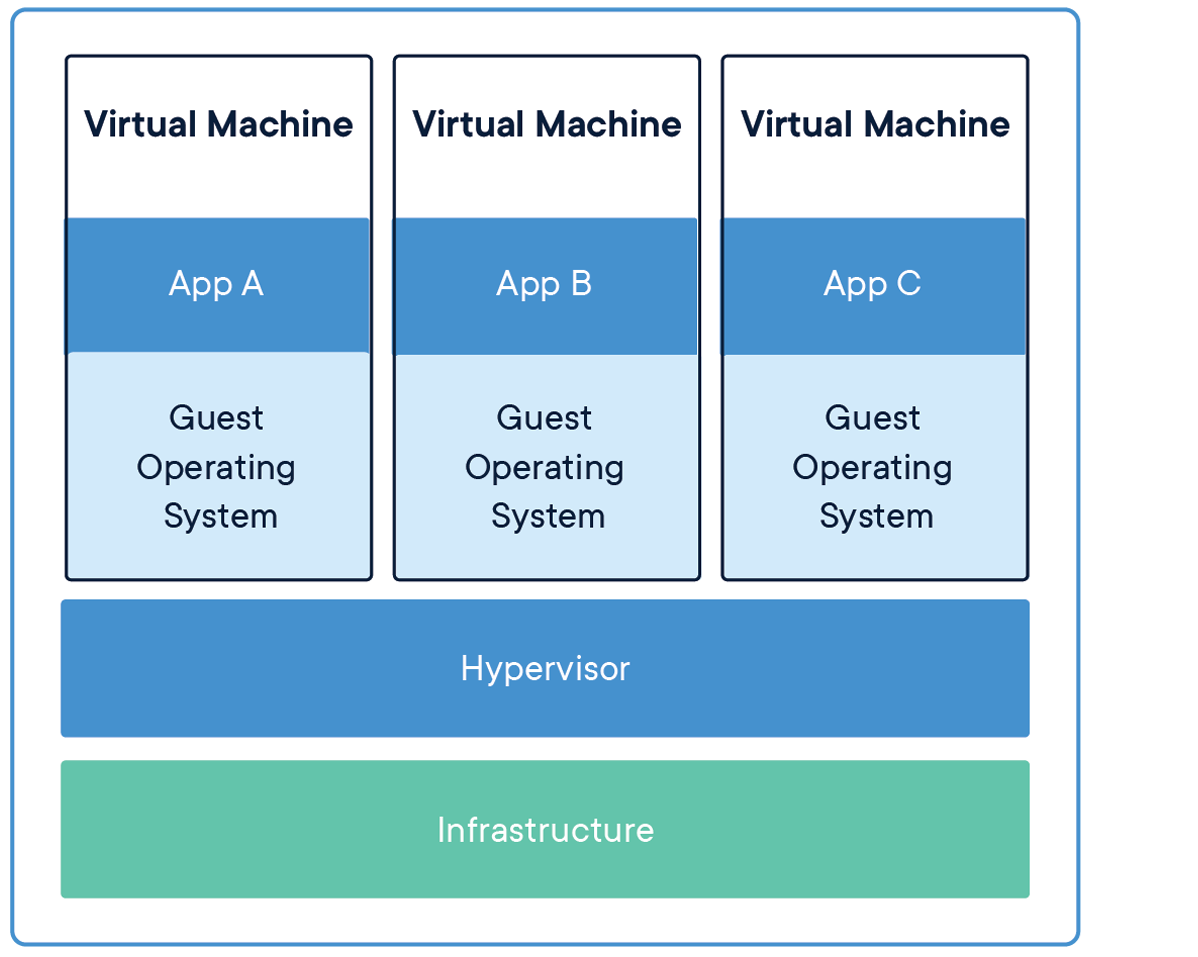 Virtual Machine
App A
Guest
Operating
System
Virtual Machine
App B
Guest
Operating
System
Virtual Machine
App C
Guest
Operating
System
Hypervisor
Infrastructure